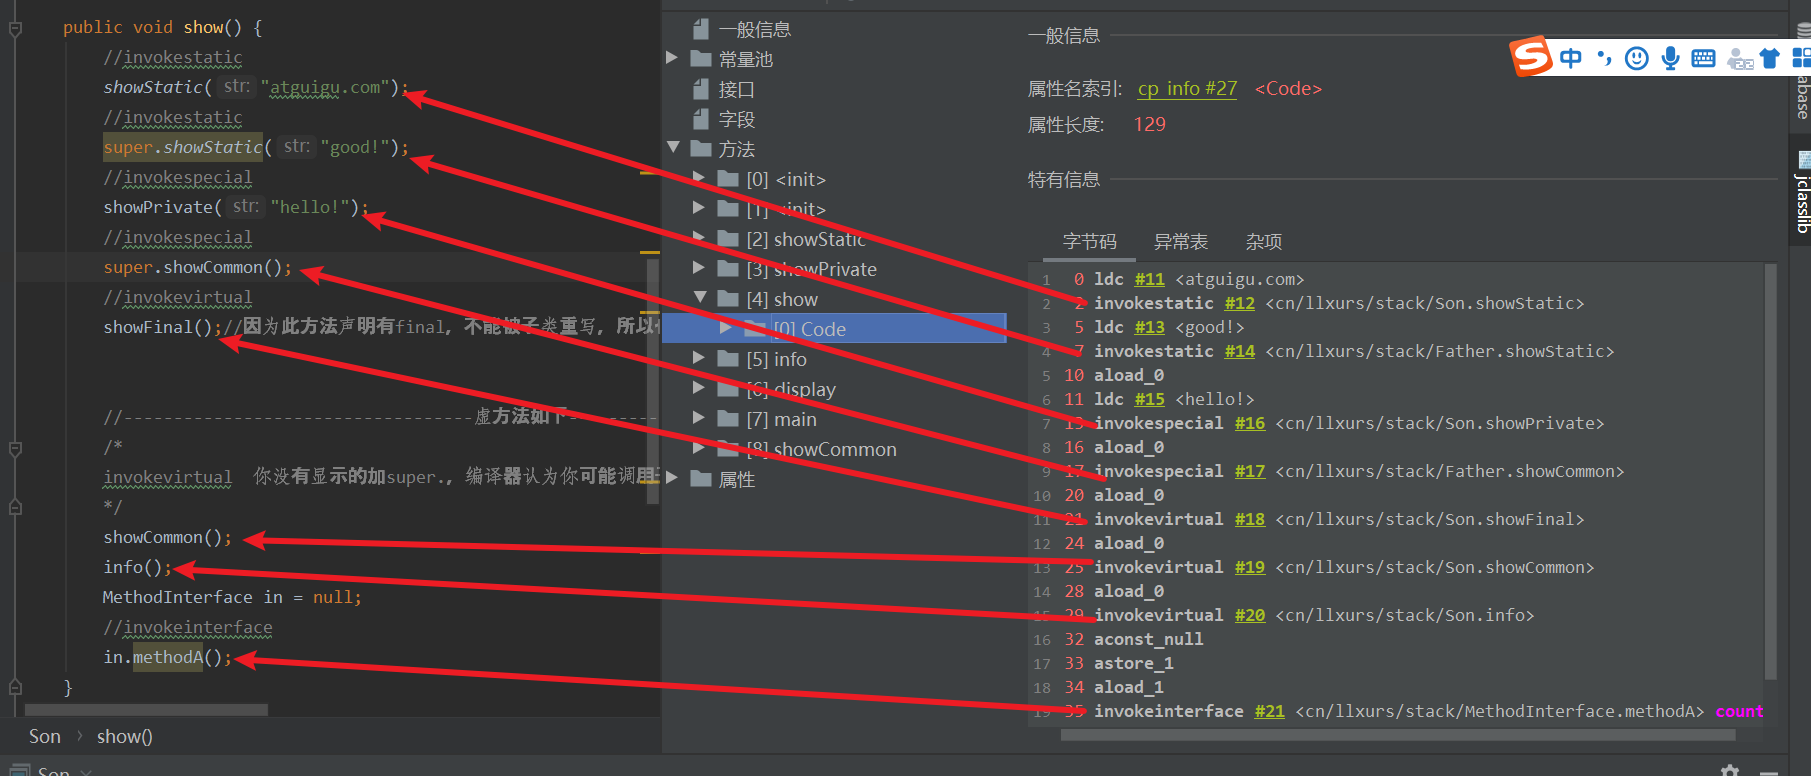 public void show() {
//invokestatic
showStatic( str: "atguigu.com");
//invokestatic
super.showStatic( str: "good!");
//invokespecial
showPrivate( str: "hello!");
//invokespecial
super.showCommon();
//invokevirtual
showFinal();//因为此方法声明有final，不能被子类重写，所以
//-----------------------------------虚方法如下---------
/*
invokevirtual 你没有显示的加super.，编译器认为你可能调用
*/
showCommon();
info();
MethodInterface in = null;
//invokeinterface
in.methodA();
}
Son › show()
Son
一般信息
常量池
接口
字段
方法
[0] <init>
[1] <init>
[2] showStatic
[3] showPrivate
[4] show
[0] Code
[5] info
[6] display
[7] main
[8] showCommon
属性
一般信息
属性名索引: cp info #27 <Code>
属性长度: 129
特有信息
字节码 异常表 杂项
1 0 ldc #11 <atguigu.com>
2 2 invokestatic #12 <cn/llxurs/stack/Son.showStatic>
3 5 ldc #13 <good!>
4 7 invokestatic #14 <cn/llxurs/stack/Father.showStatic>
5 10 aload_0
6 11 ldc #15 <hello!>
7 13 invokespecial #16 <cn/llxurs/stack/Son.showPrivate>
8 16 aload_0
9 17 invokespecial #17 <cn/llxurs/stack/Father.showCommon>
10 20 aload_0
11 21 invokevirtual #18 <cn/llxurs/stack/Son.showFinal>
12 24 aload_0
13 25 invokevirtual #19 <cn/llxurs/stack/Son.showCommon>
14 28 aload_0
15 29 invokevirtual #20 <cn/llxurs/stack/Son.info>
16 32 aconst_null
17 33 astore_1
18 34 aload_1
19 35 invokeinterface #21 <cn/llxurs/stack/MethodInterface.methodA> count
中
abase
jclasslib